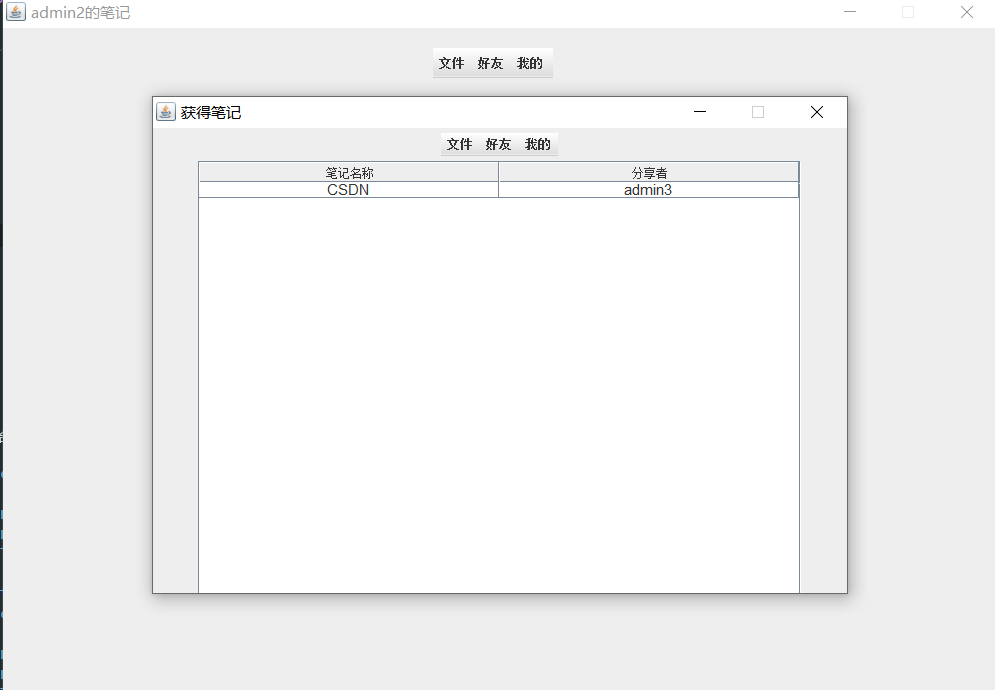 admin2的笔记
文件 好友 我的
获得笔记
文件 好友 我的
笔记名称 分享者
CSDN admin3